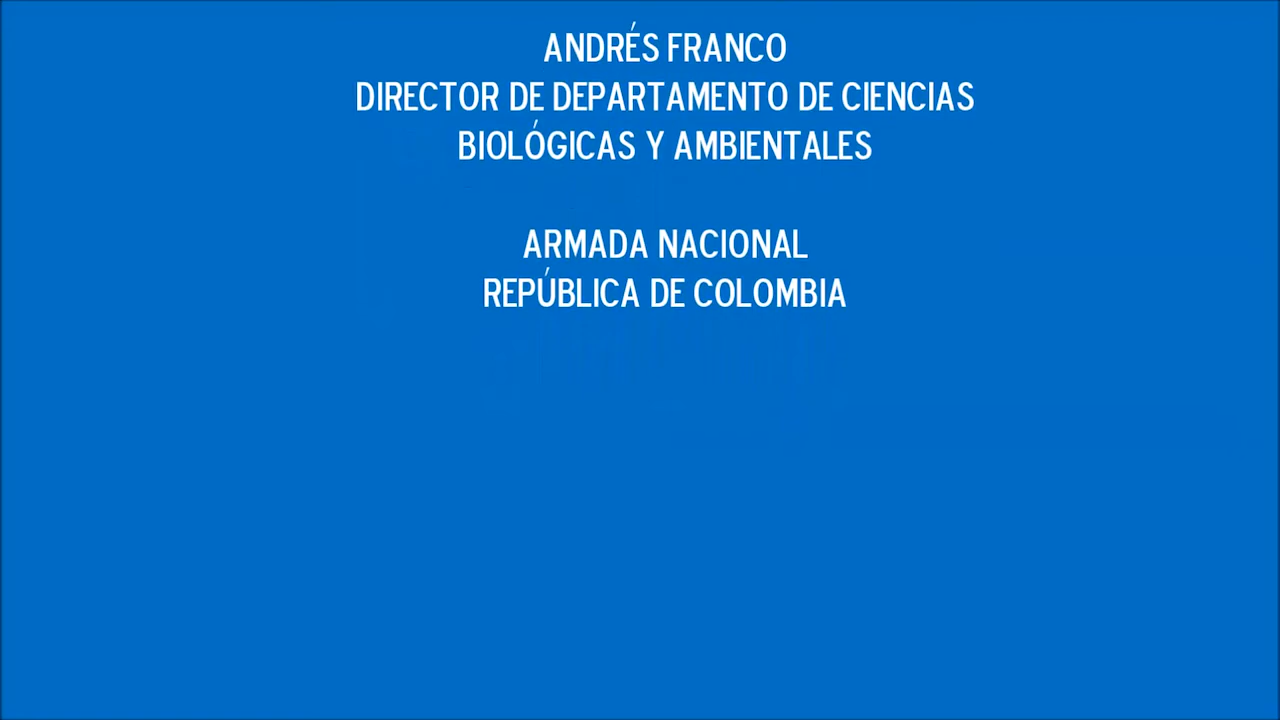 ANDRÉS FRANCO
DIRECTOR DE DEPARTAMENTO DE CIENCIAS
BIOLÓGICAS Y AMBIENTALES
ARMADA NACIONAL
REPÚBLICA DE COLOMBIA